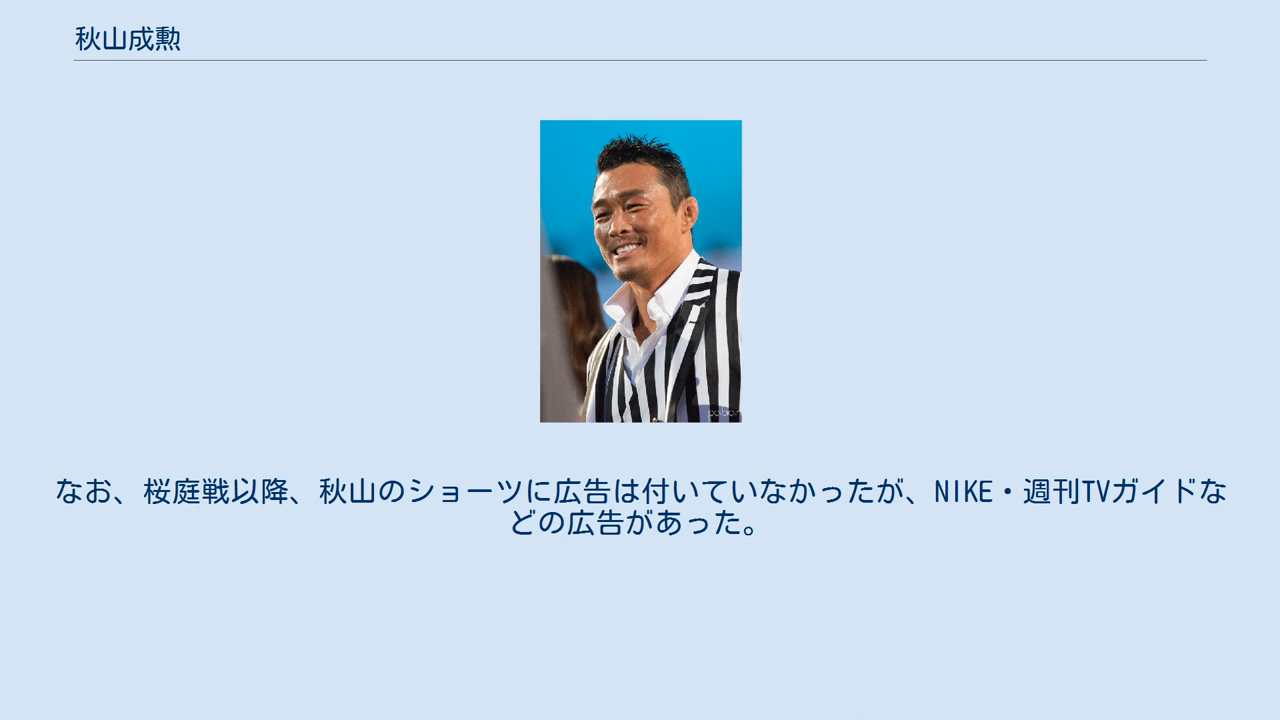 秋山成勲
なお、桜庭戦以降、秋山のショーツに広告は付いていなかったが、NIKE・週刊TVガイドな
どの広告があった。